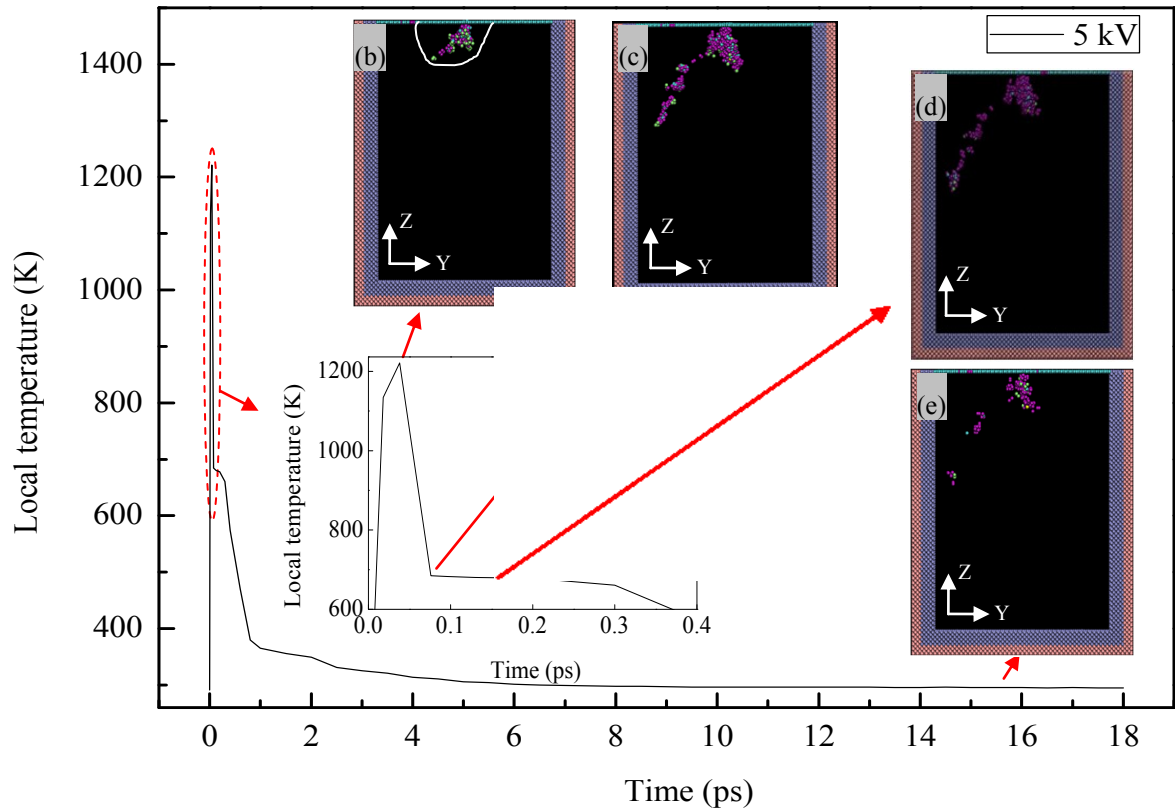 5 kV
1400
1200
1000
800
600
400
Local temperature (K)
0 2 4 6 8 10 12 14 16 18
Time (ps)
(b)
Z
Y
(c)
Z
Y
(d)
Z
Y
(e)
Z
Y
1200
1000
800
600
Local temperature (K)
0.0 0.1 0.2 0.3 0.4
Time (ps)